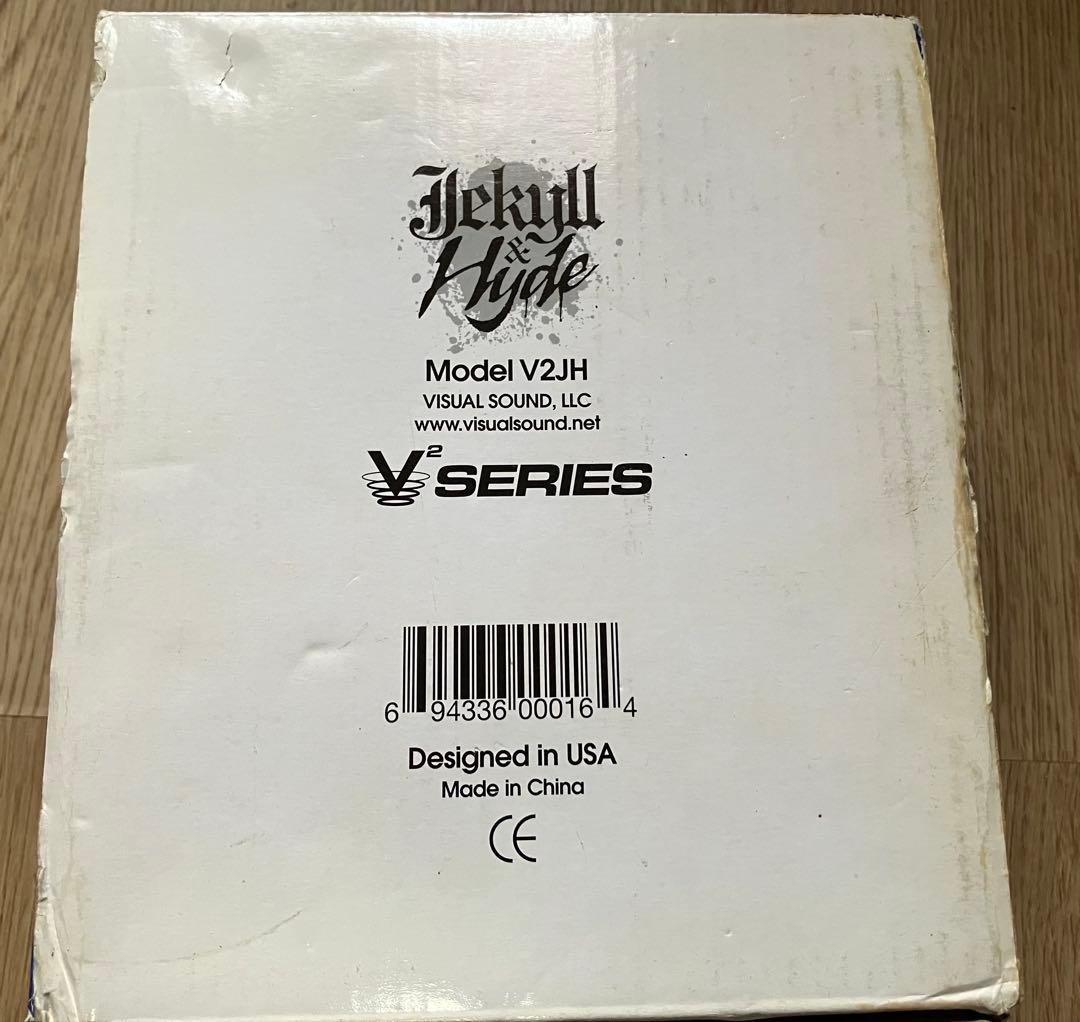 Jekyll
&
Hyde
Model V2JH
VISUAL SOUND, LLC
www.visualsound.net
V2 SERIES
6 94336 00016 4
Designed in USA
Made in China
CE